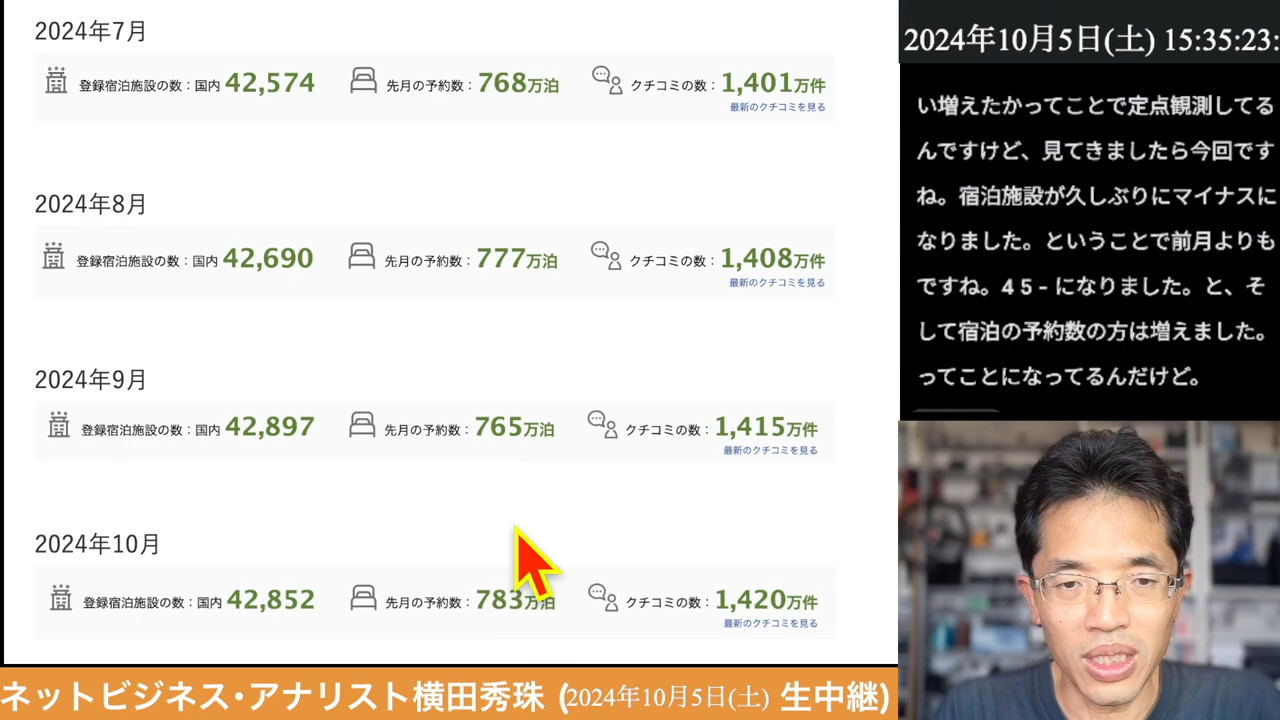 2024年7月
登録宿泊施設の数：国内 42,574 先月の予約数：768万泊 クチコミの数：1,401万件
最新のクチコミを見る
2024年8月
登録宿泊施設の数：国内 42,690 先月の予約数：777万泊 クチコミの数：1,408万件
最新のクチコミを見る
2024年9月
登録宿泊施設の数：国内 42,897 先月の予約数：765万泊 クチコミの数：1,415万件
最新のクチコミを見る
2024年10月
登録宿泊施設の数：国内 42,852 先月の予約数：783万泊 クチコミの数：1,420万件
最新のクチコミを見る
2024年10月5日(土) 15:35:23:
い増えたかってことで定点観測してる
んですけど、見てきましたら今回です
ね。宿泊施設が久しぶりにマイナスに
なりました。ということで前月よりも
ですね。４５-になりました。と、そ
して宿泊の予約数の方は増えました。
ってことになってるんだけど。
ネットビジネス・アナリスト横田秀珠 (2024年10月5日(土) 生中継)